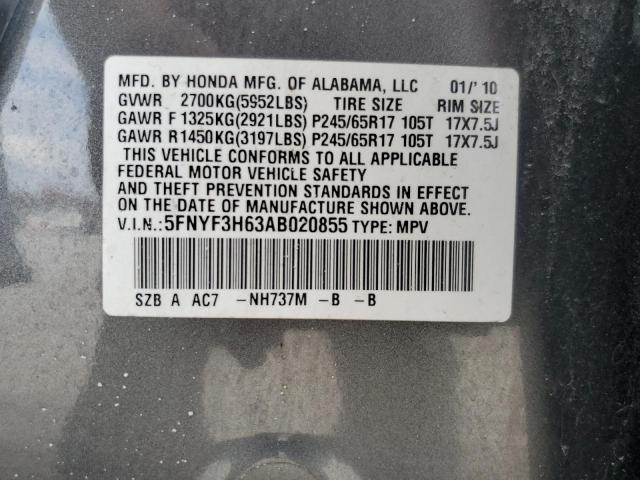 MFD. BY HONDA MFG. OF ALABAMA, LLC 01/'10
GVWR 2700KG(5952LBS) TIRE SIZE RIM SIZE
GAWR F 1325KG(2921LBS) P245/65R17 105T 17X7.5J
GAWR R1450KG(3197LBS) P245/65R17 105T 17X7.5J
THIS VEHICLE CONFORMS TO ALL APPLICABLE
FEDERAL MOTOR VEHICLE SAFETY
AND THEFT PREVENTION STANDARDS IN EFFECT
ON THE DATE OF MANUFACTURE SHOWN ABOVE.
V.I.N.:5FNYF3H63AB020855 TYPE: MPV
SZB A AC7 -NH737M -B -B